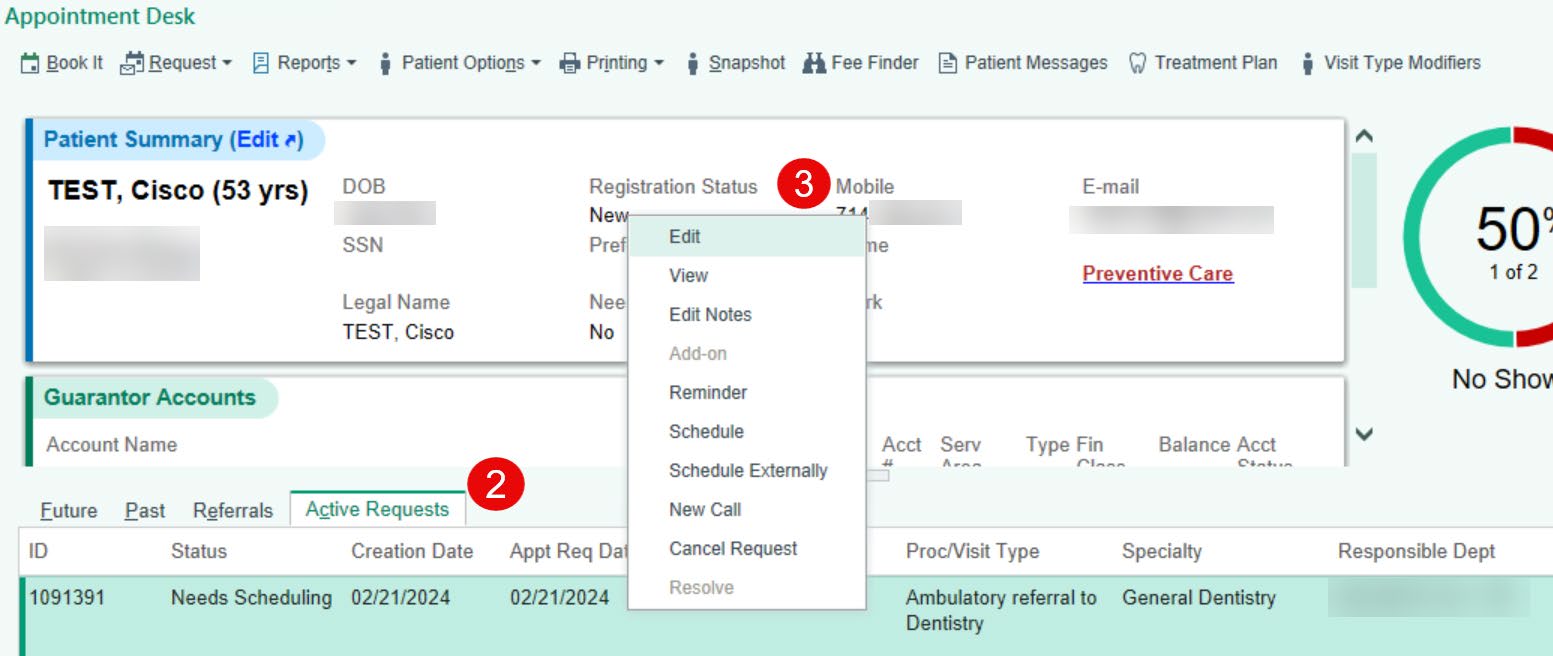 Appointment Desk
Book It Request Reports Patient Options Printing Snapshot Fee Finder Patient Messages Treatment Plan Visit Type Modifiers
Patient Summary (Edit)
TEST, Cisco (53 yrs)
DOB
SSN
Legal Name
TEST, Cisco
Registration Status
New
Pref
Nee
No
3
Mobile
714
me
rk
E-mail
Preventive Care
50%
1 of 2
No Show
Edit
View
Edit Notes
Add-on
Reminder
Schedule
Schedule Externally
New Call
Cancel Request
Resolve
Guarantor Accounts
Account Name Acct Serv Type Fin Balance Acct
# Area Class Status
2
Future Past Referrals Active Requests
ID Status Creation Date Appt Req Dat Proc/Visit Type Specialty Responsible Dept
1091391 Needs Scheduling 02/21/2024 02/21/2024 Ambulatory referral to General Dentistry
Dentistry